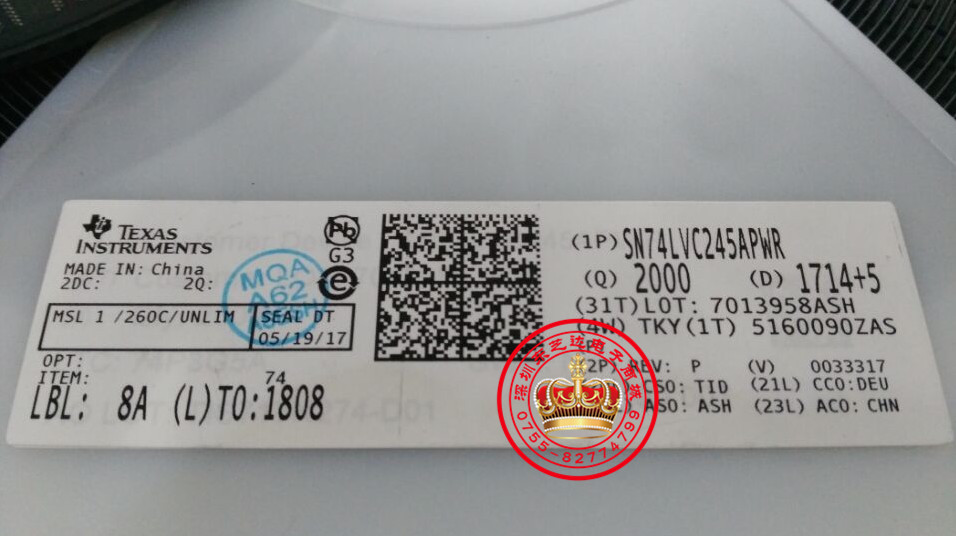 TEXAS
INSTRUMENTS
MADE IN: China
2DC: 2Q:
MSL 1 /260C/UNLIM
SEAL DT
05/19/17
OPT:
ITEM: 74
LBL: 8A (L)TO:1808
Pb
G3
e
MQA
A62
(1P)SN74LVC245APWR
(Q) 2000 (D) 1714+5
(31T)LOT: 7013958ASH
(4W) TKY(1T) 5160090ZAS
(P)
(2P) REV: P (V) 0033317
CSO: TID (21L) CCO:DEU
ASO: ASH (23L) ACO: CHN
0755-82774799